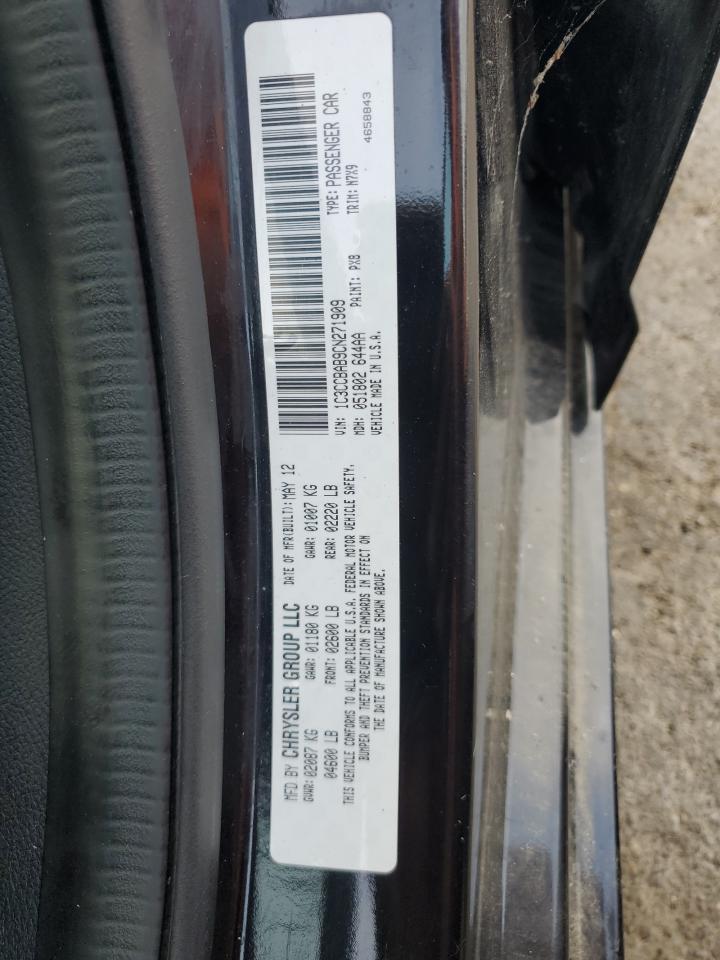 MFD BY CHRYSLER GROUP LLC
DATE OF MFR(BUILT): MAY 12
GVWR: 02087 KG
GAWR: 01180 KG
GAWR: 01007 KG
04600 LB
FRONT: 02600 LB
REAR: 02220 LB
THIS VEHICLE CONFORMS TO ALL APPLICABLE U.S.A. FEDERAL MOTOR VEHICLE SAFETY,
BUMPER AND THEFT PREVENTION STANDARDS IN EFFECT ON
THE DATE OF MANUFACTURE SHOWN ABOVE.
VIN: 1C3CCBAB9CN271909
TYPE: PASSENGER CAR
MDH: 051802 644AA
PAINT: PX8
TRIM: N7X9
VEHICLE MADE IN U.S.A.
4658843